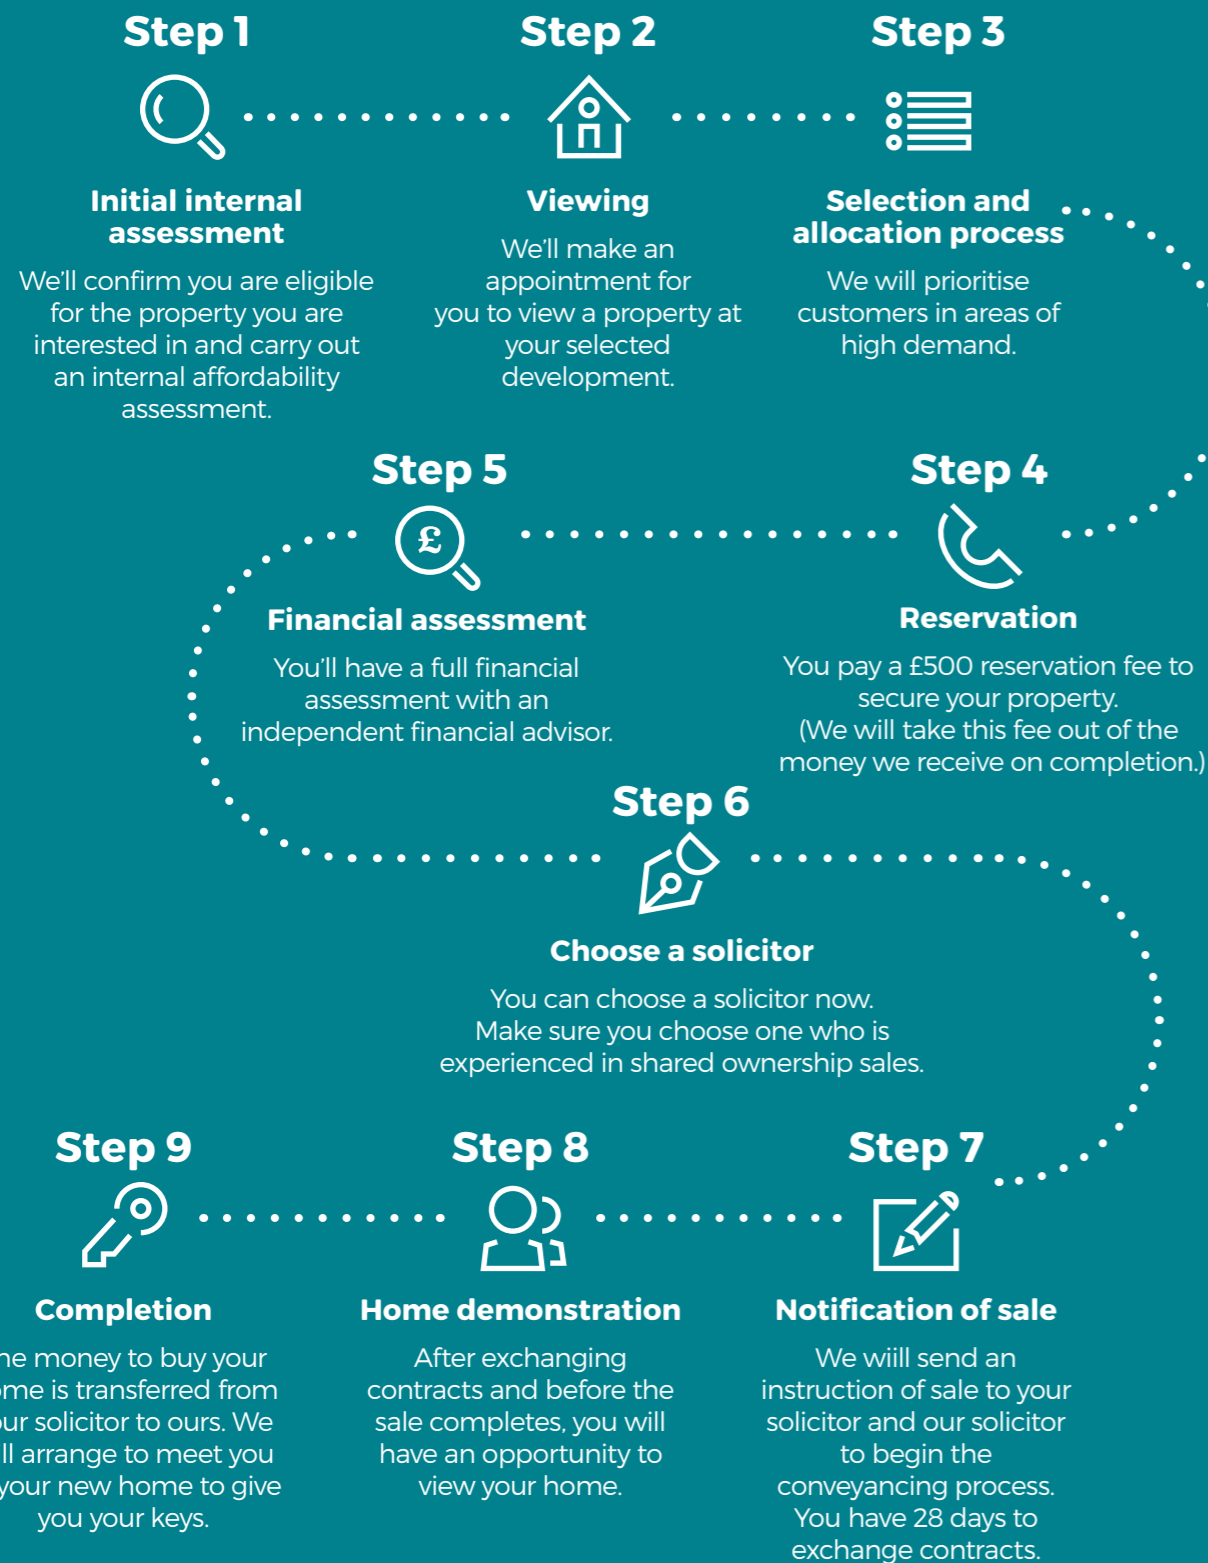 Step 1
Initial internal
assessment
We'll confirm you are eligible
for the property you are
interested in and carry out
an internal affordability
assessment.
Step 2
Viewing
We'll make an
appointment for
you to view a property at
your selected
development.
Step 3
Selection and
allocation process
We will prioritise
customers in areas of
high demand.
Step 4
Reservation
You pay a £500 reservation fee to
secure your property.
(We will take this fee out of the
money we receive on completion.)
Step 5
£
Financial assessment
You'll have a full financial
assessment with an
independent financial advisor.
Step 6
Choose a solicitor
You can choose a solicitor now.
Make sure you choose one who is
experienced in shared ownership sales.
Step 7
Notification of sale
We wiill send an
instruction of sale to your
solicitor and our solicitor
to begin the
conveyancing process.
You have 28 days to
exchange contracts.
Step 8
Home demonstration
After exchanging
contracts and before the
sale completes, you will
have an opportunity to
view your home.
Step 9
Completion
money to buy your
is transferred from
solicitor to ours. We
arrange to meet you
your new home to give
you your keys.